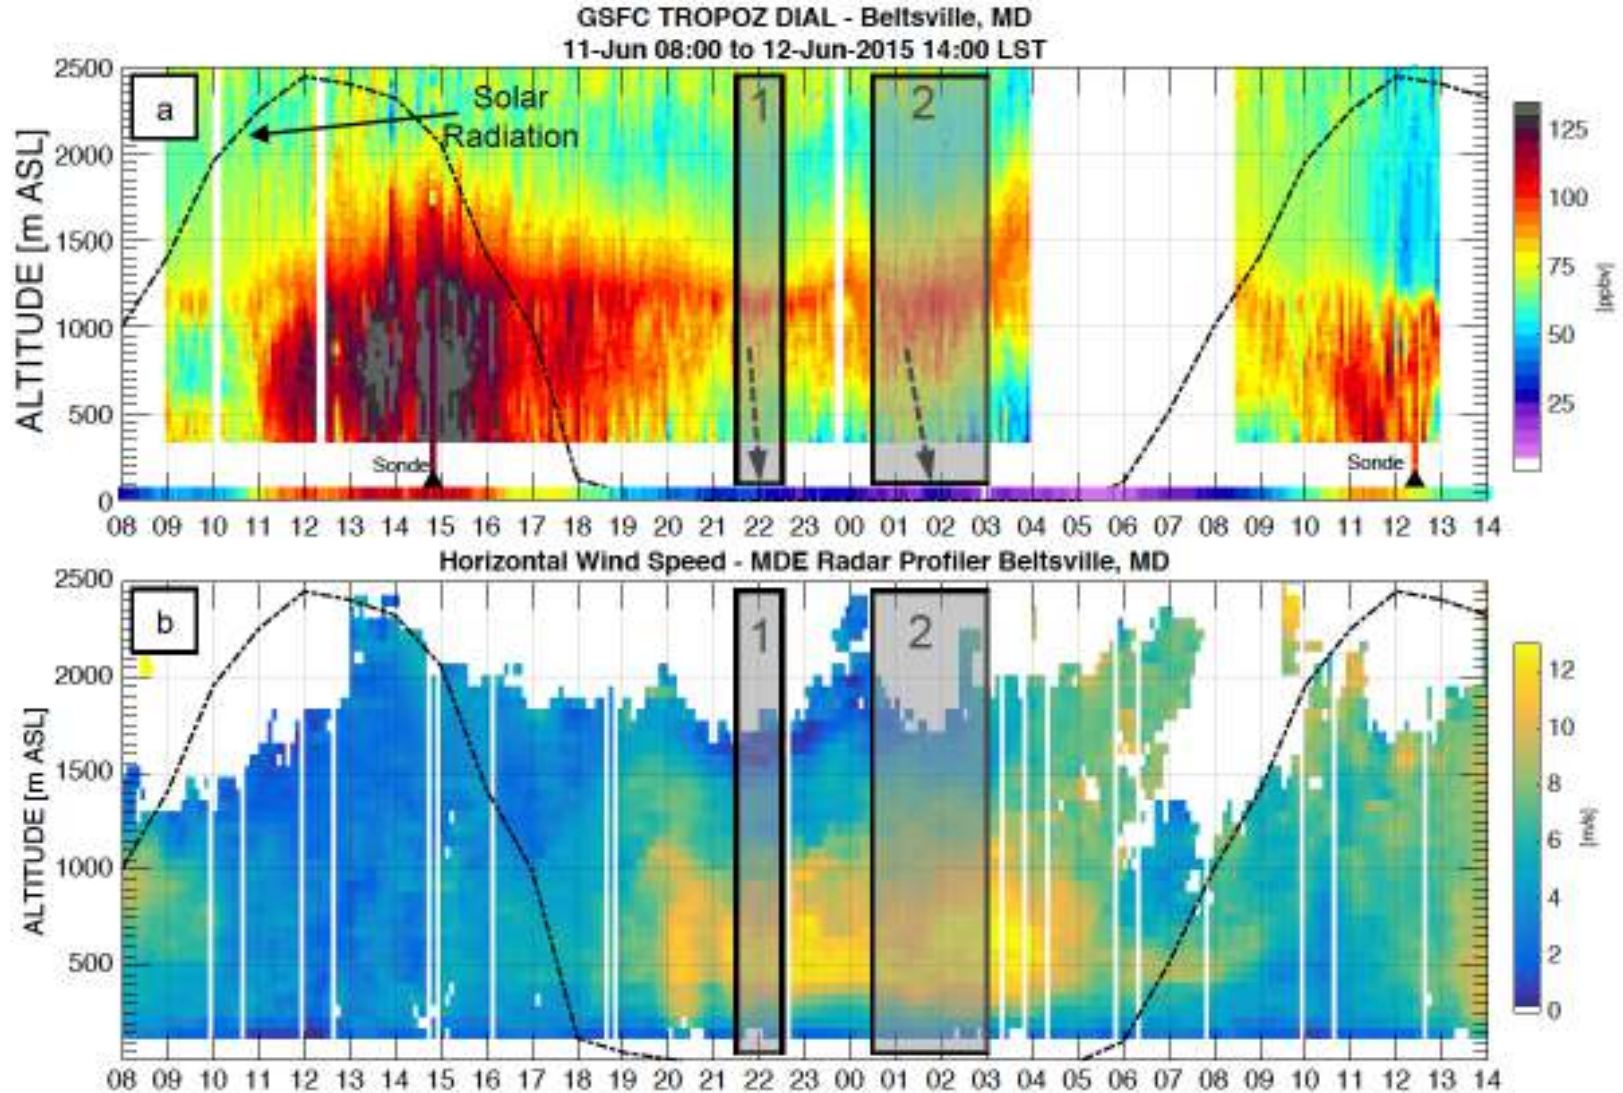 GSFC TROPOZ DIAL - Beltsville, MD
11-Jun 08:00 to 12-Jun-2015 14:00 LST
a
Solar
Radiation
1
2
ALTITUDE [m ASL]
2500
2000
1500
1000
500
0
Sonde
Sonde
125
100
75
50
25
[ppbv]
08 09 10 11 12 13 14 15 16 17 18 19 20 21 22 23 00 01 02 03 04 05 06 07 08 09 10 11 12 13 14
Horizontal Wind Speed - MDE Radar Profiler Beltsville, MD
b
1
2
ALTITUDE [m ASL]
2500
2000
1500
1000
500
12
10
8
6
4
2
0
[m/s]
08 09 10 11 12 13 14 15 16 17 18 19 20 21 22 23 00 01 02 03 04 05 06 07 08 09 10 11 12 13 14